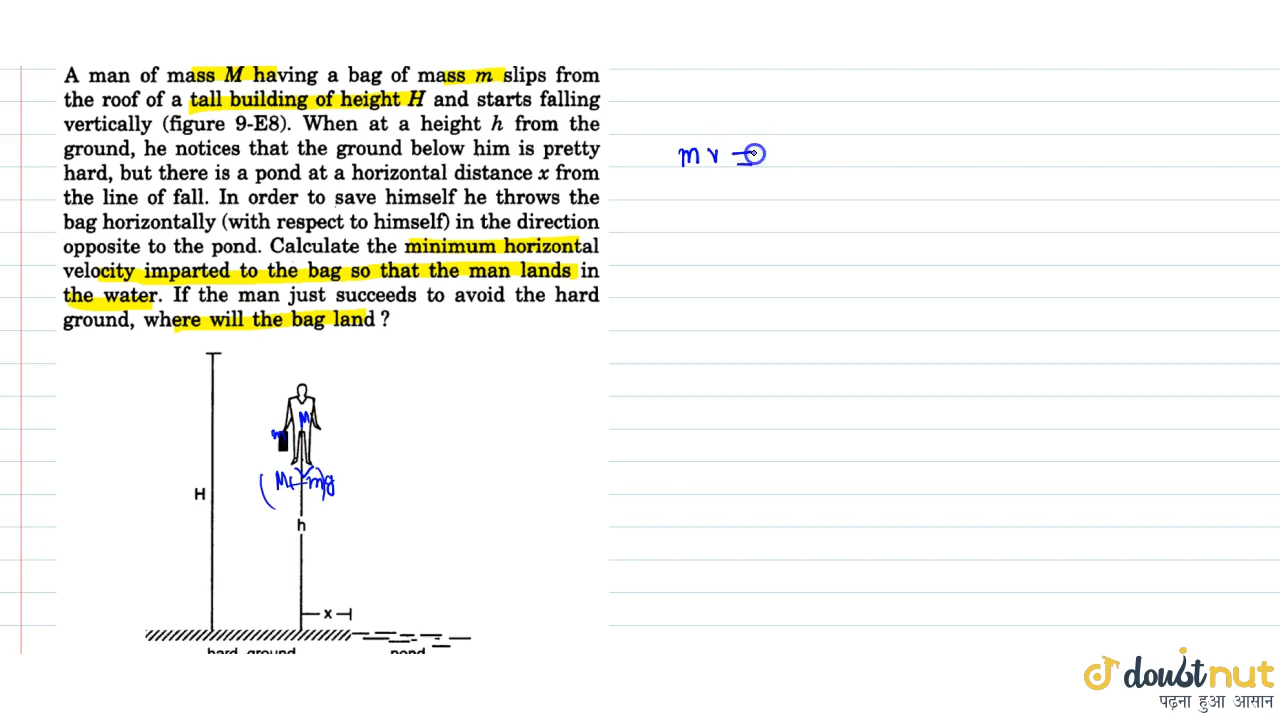 A man of mass M having a bag of mass m slips from
the roof of a tall building of height H and starts falling
vertically (figure 9-E8). When at a height h from the
ground, he notices that the ground below him is pretty
hard, but there is a pond at a horizontal distance x from
the line of fall. In order to save himself he throws the
bag horizontally (with respect to himself) in the direction
opposite to the pond. Calculate the minimum horizontal
velocity imparted to the bag so that the man lands in
the water. If the man just succeeds to avoid the hard
ground, where will the bag land ?
m v =
M
m
(M+m)g
H
h
x
hard ground pond
doubtnut
पढ़ना हुआ आसान